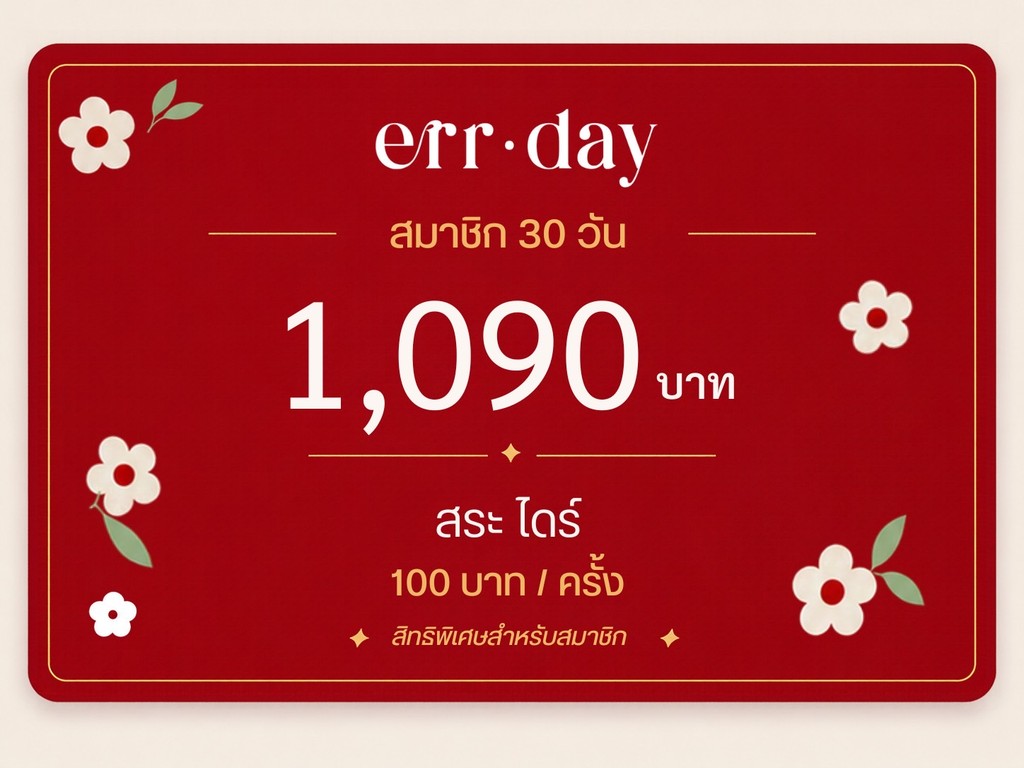 err·day
สมาชิก 30 วัน
1,090 บาท
สระ ไดร์
100 บาท / ครั้ง
สิทธิพิเศษสำหรับสมาชิก